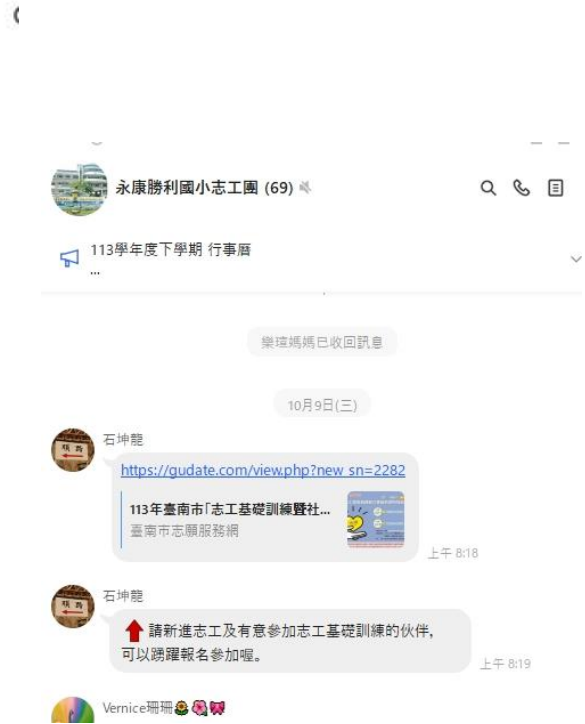 永康勝利國小志工團 (69)
113學年度下學期 行事曆
...
樂瑄媽媽已收回訊息
10月9日(三)
石坤龍
https://gudate.com/view.php?new_sn=2282
113年臺南市「志工基礎訓練暨社...
臺南市志願服務網
上午 8:18
石坤龍
請新進志工及有意參加志工基礎訓練的伙伴,
可以踴躍報名參加喔。
上午 8:19
Vernice珊珊